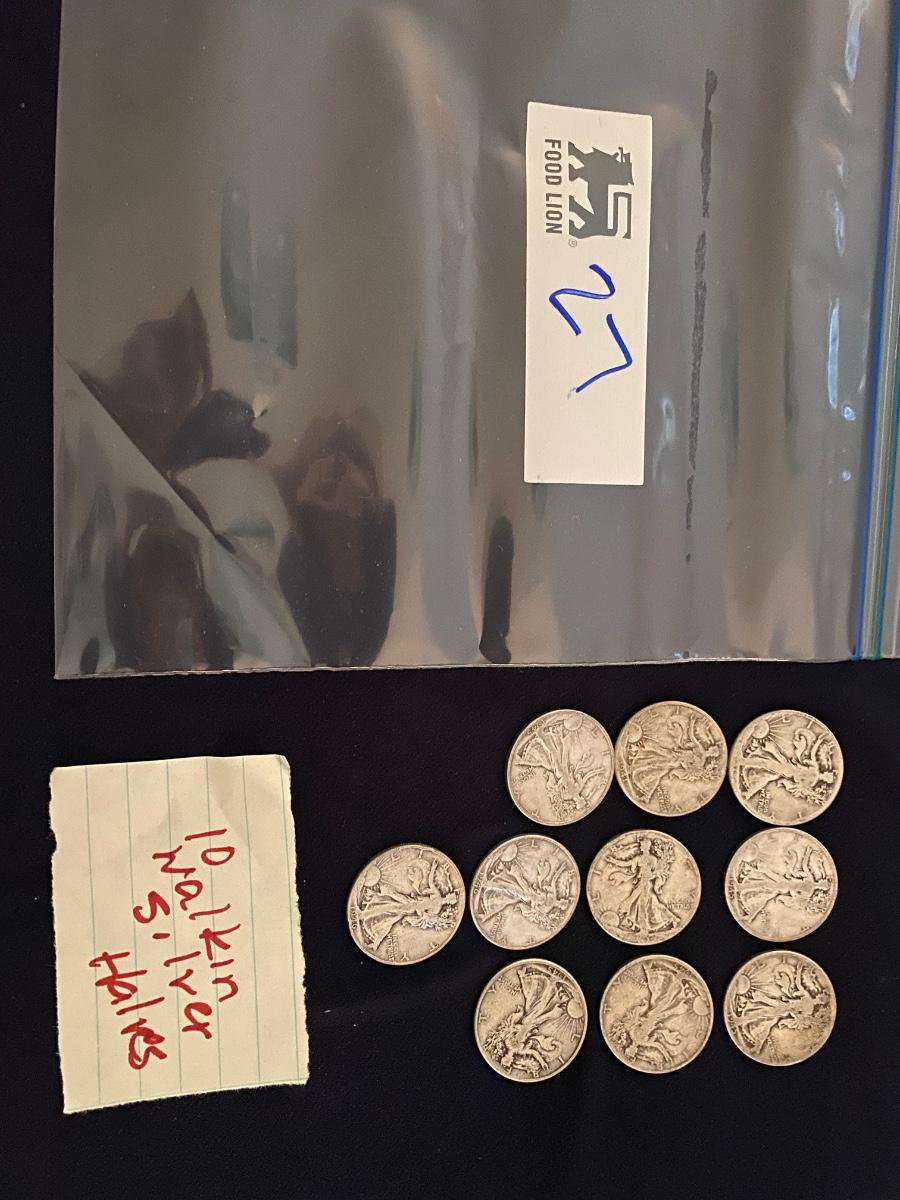 FOOD LION®
27
10
walkin
Silver
Halves